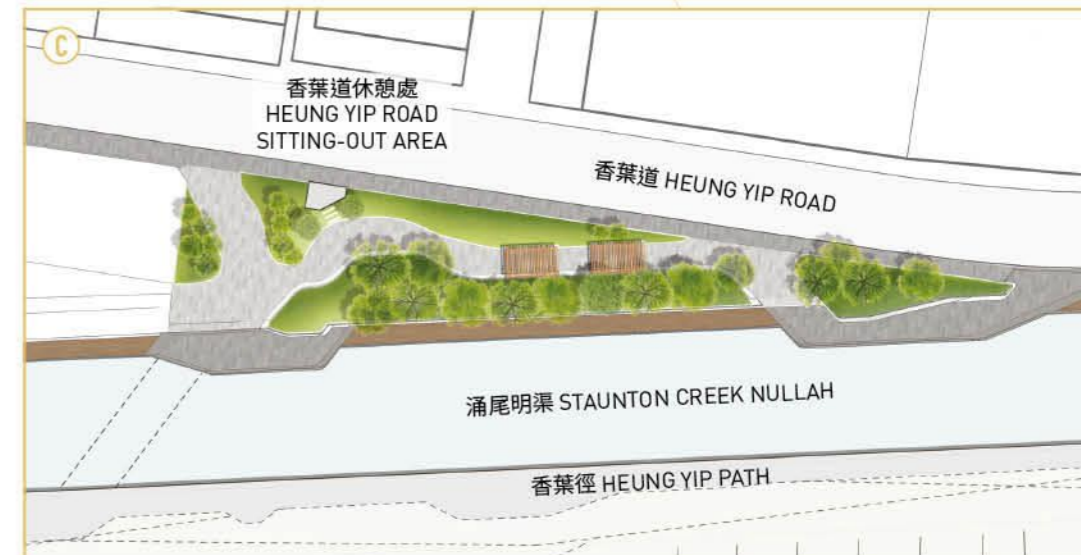 C
香葉道休憩處
HEUNG YIP ROAD
SITTING-OUT AREA
香葉道 HEUNG YIP ROAD
涌尾明渠 STAUNTON CREEK NULLAH
香葉徑 HEUNG YIP PATH